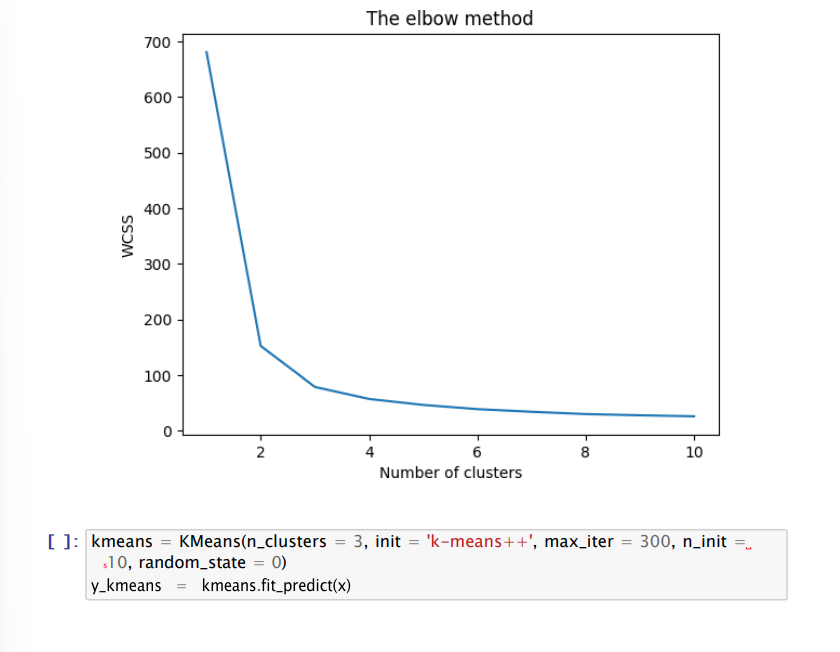 The elbow method
700
600
500
400
300
200
100
0
WCSS
2 4 6 8 10
Number of clusters
[ ]: kmeans = KMeans(n_clusters = 3, init = 'k-means++', max_iter = 300, n_init =␣
↪10, random_state = 0)
y_kmeans = kmeans.fit_predict(x)